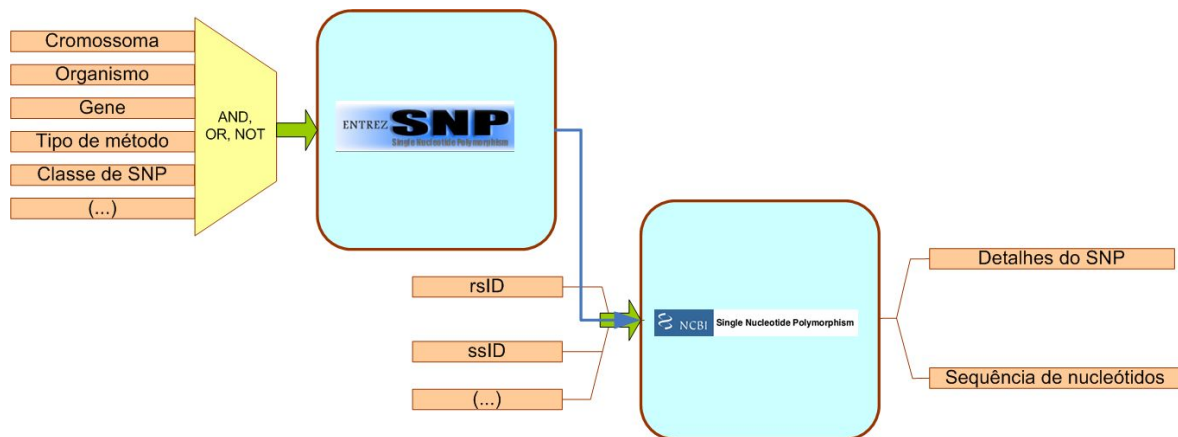 Cromossoma
Organismo
Gene
Tipo de método
Classe de SNP
(...)
AND,
OR, NOT
ENTREZ SNP
Single Nucleotide Polymorphism
rsID
ssID
(...)
NCBI Single Nucleotide Polymorphism
Detalhes do SNP
Sequência de nucleótidos